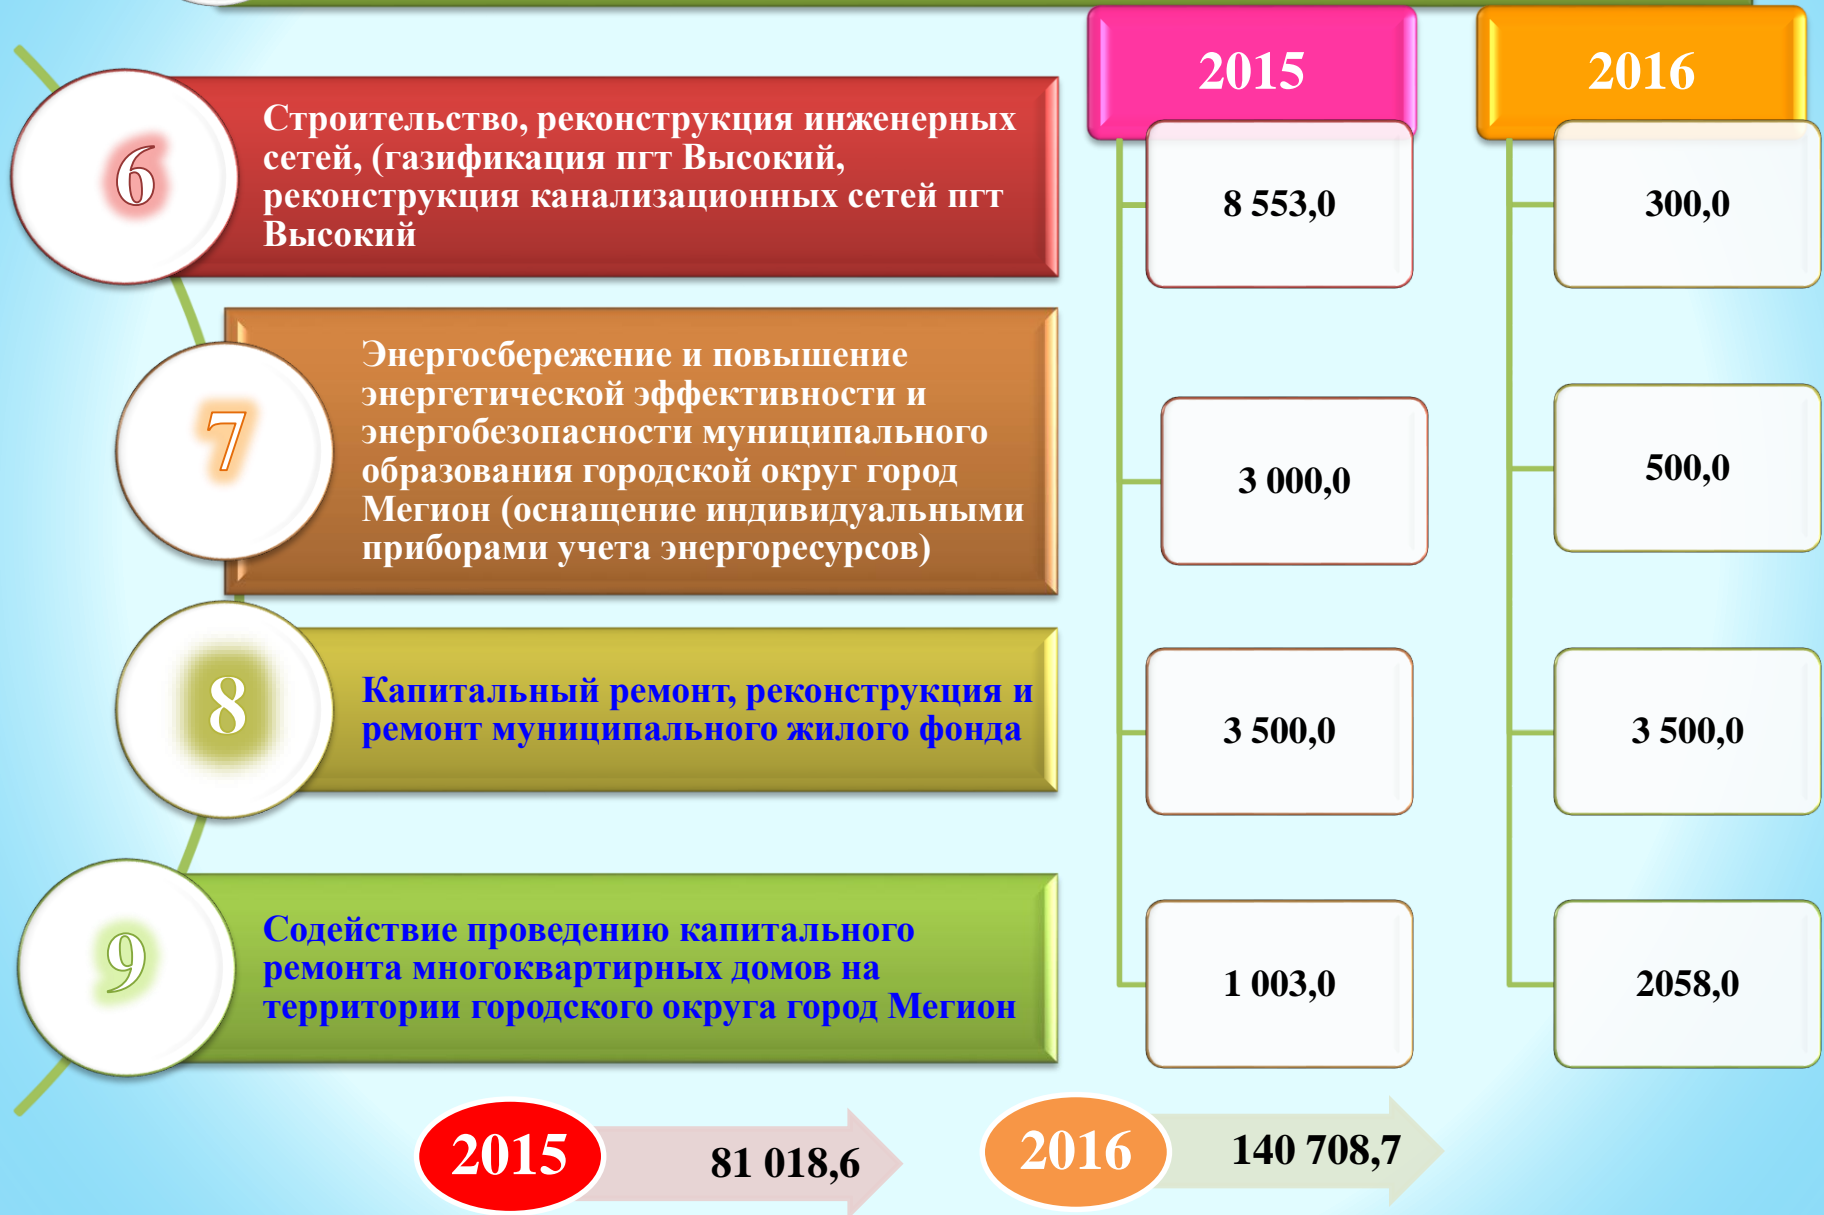 2015
2016
6
Строительство, реконструкция инженерных
сетей, (газификация пгт Высокий,
реконструкция канализационных сетей пгт
Высокий
8 553,0
300,0
7
Энергосбережение и повышение
энергетической эффективности и
энергобезопасности муниципального
образования городской округ город
Мегион (оснащение индивидуальными
приборами учета энергоресурсов)
3 000,0
500,0
8
Капитальный ремонт, реконструкция и
ремонт муниципального жилого фонда
3 500,0
3 500,0
9
Содействие проведению капитального
ремонта многоквартирных домов на
территории городского округа город Мегион
1 003,0
2058,0
2015
81 018,6
2016
140 708,7